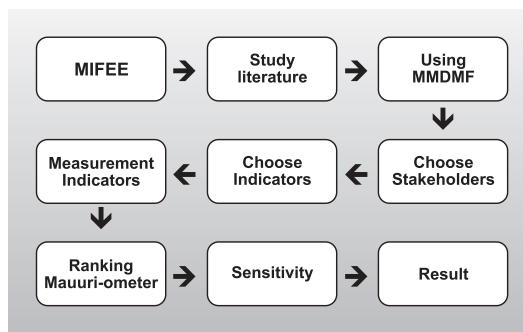 MIFEE
Study
literature
Using
MMDMF
Choose
Stakeholders
Choose
Indicators
Measurement
Indicators
Ranking
Mauuri-ometer
Sensitivity
Result